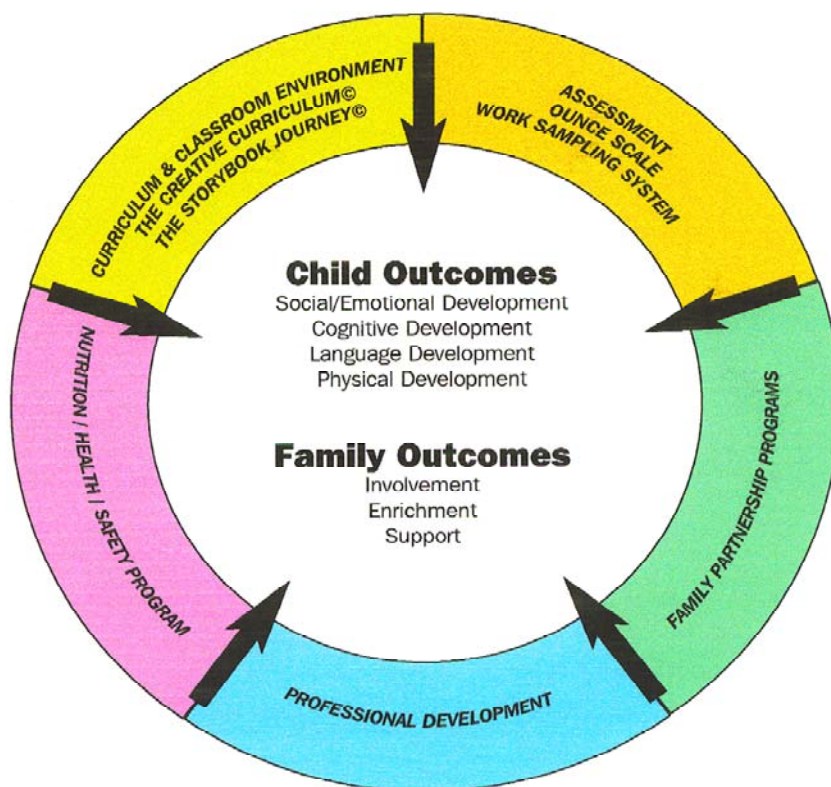 CURRICULUM & CLASSROOM ENVIRONMENT
THE CREATIVE CURRICULUM©
THE STORYBOOK JOURNEY©
ASSESSMENT
OUNCE SCALE
WORK SAMPLING SYSTEM
Child Outcomes
Social/Emotional Development
Cognitive Development
Language Development
Physical Development
Family Outcomes
Involvement
Enrichment
Support
NUTRITION / HEALTH / SAFETY PROGRAM
FAMILY PARTNERSHIP PROGRAMS
PROFESSIONAL DEVELOPMENT